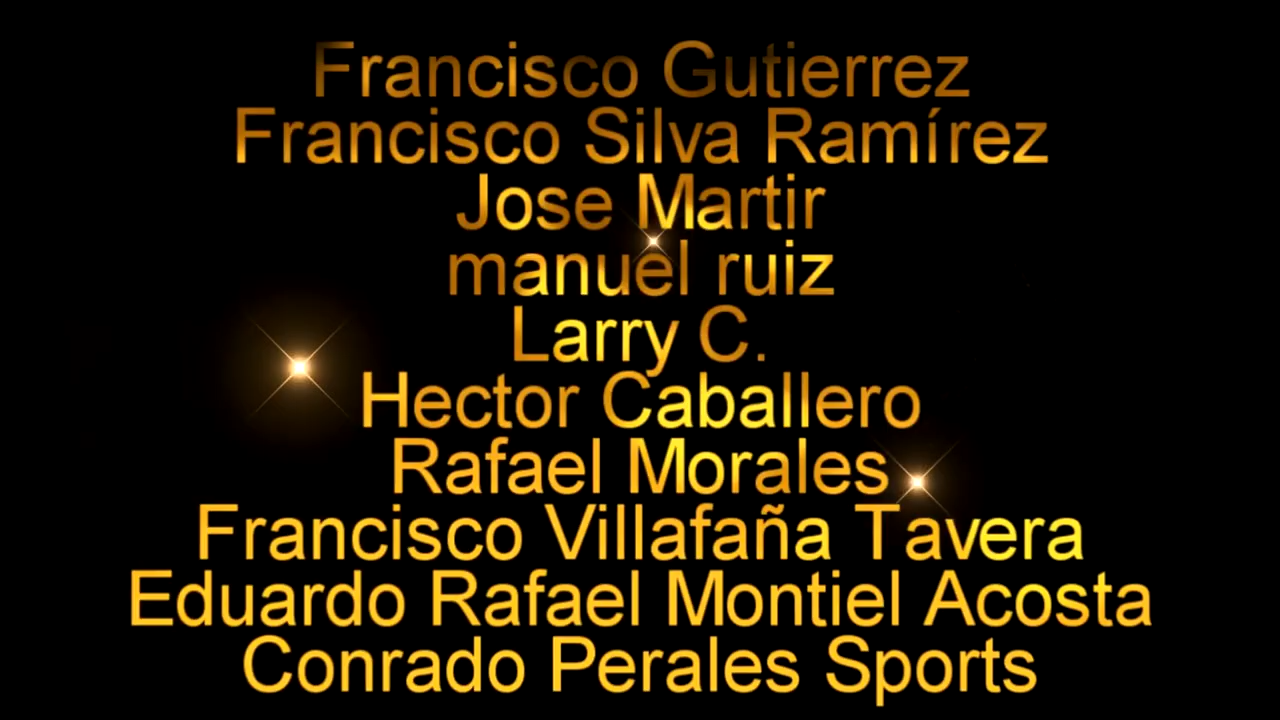 Francisco Gutierrez
Francisco Silva Ramírez
Jose Martir
manuel ruiz
Larry C.
Hector Caballero
Rafael Morales
Francisco Villafaña Tavera
Eduardo Rafael Montiel Acosta
Conrado Perales Sports